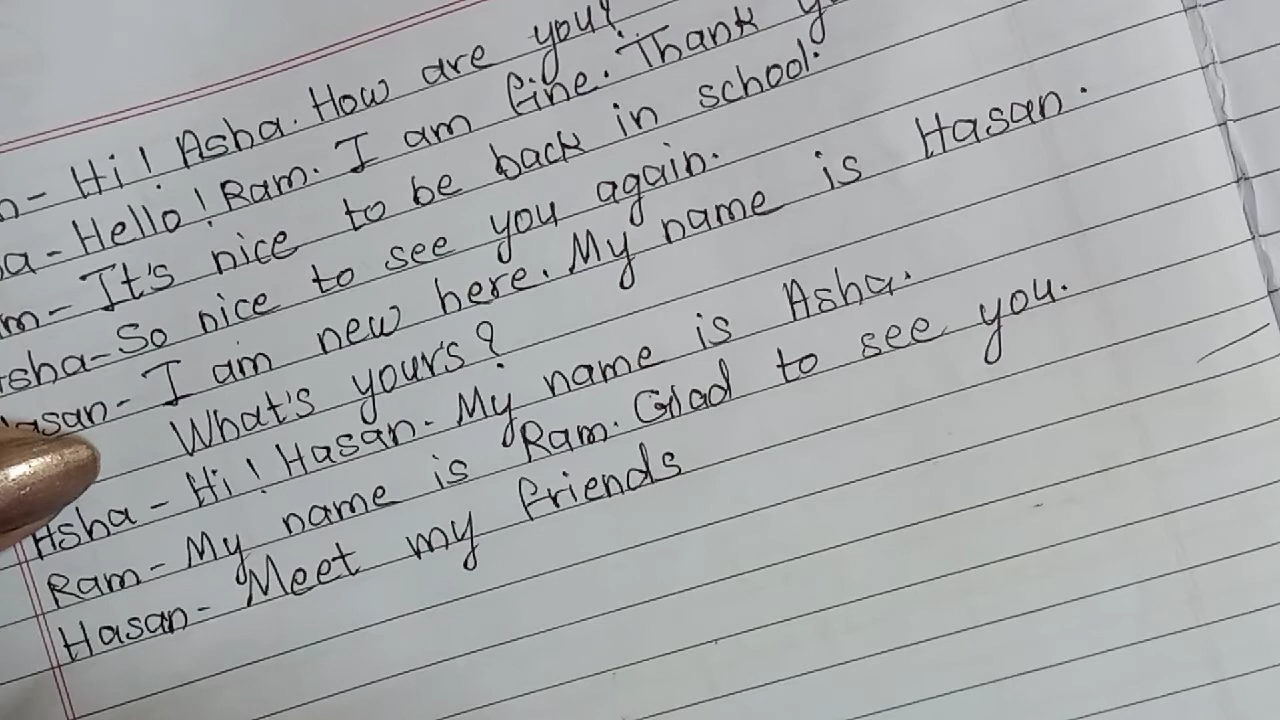 n- Hi! Asha. How are you?
a- Hello! Ram. I am fine. Thank y
m- It's nice to be back in school.
sha- So nice to see you again.
asan- I am new here. My name is Hasan.
What's yours?
Asha- Hi! Hasan. My name is Asha.
Ram- My name is Ram. Glad to see you.
Hasan- Meet my friends